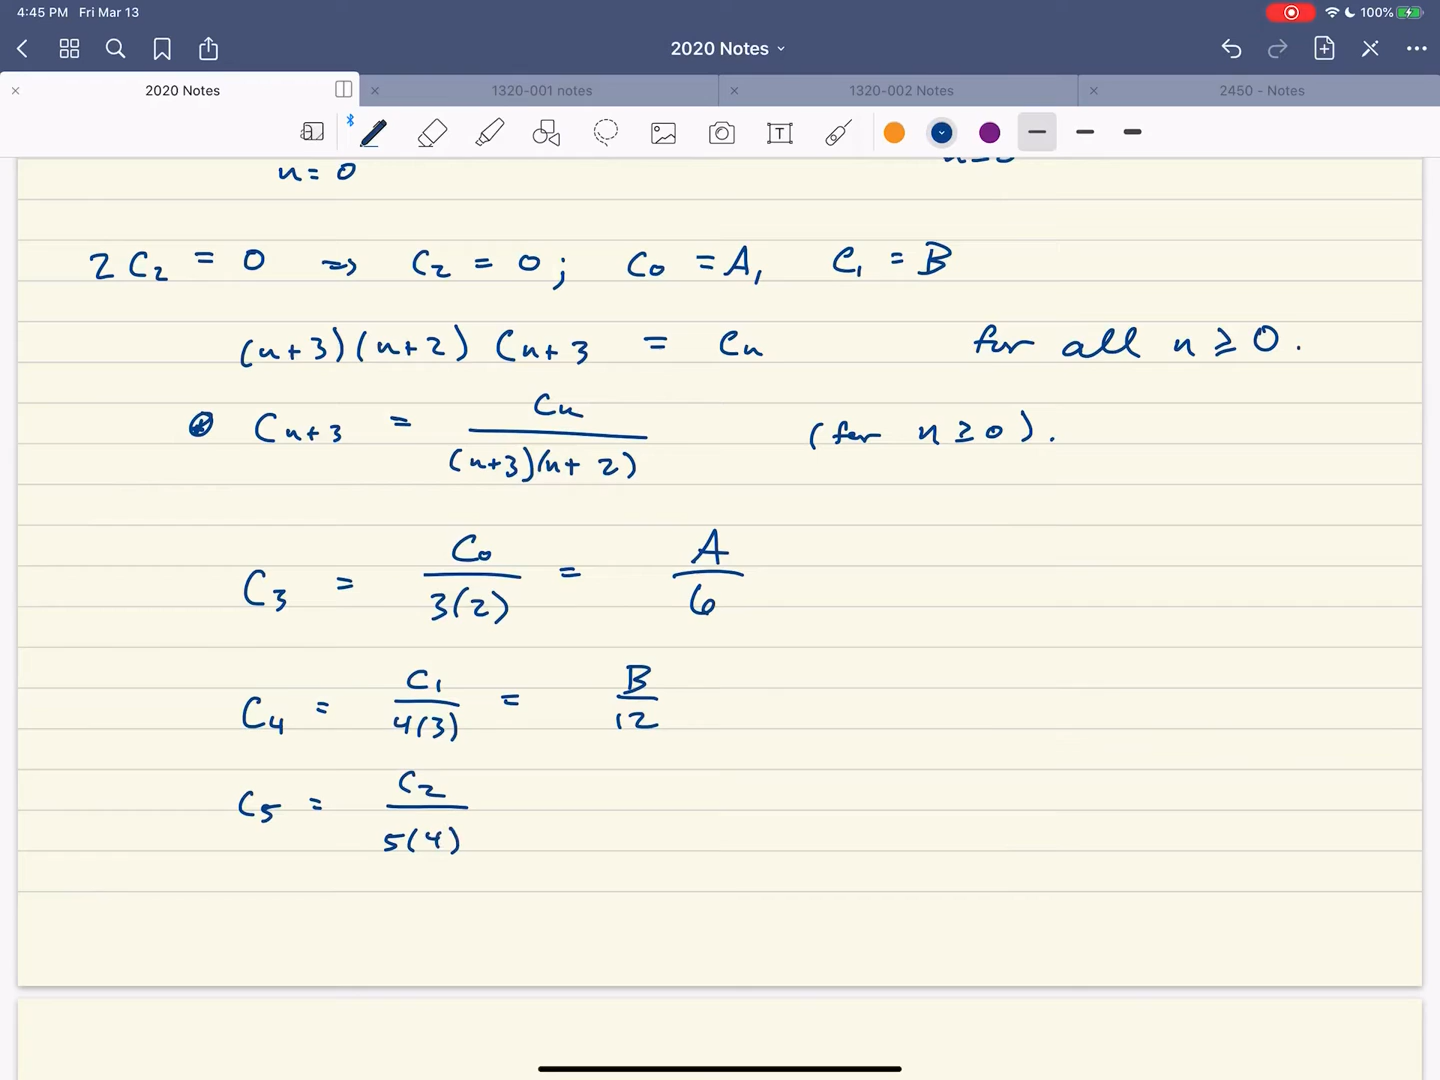 4:45 PM Fri Mar 13 100%
2020 Notes
2020 Notes 1320-001 notes 1320-002 Notes 2450 - Notes
T
n = 0
2 C₂ = 0 ⇒ C₂ = 0 ; C₀ = A, C₁ = B
(n+3)(n+2) Cₙ₊₃ = Cₙ for all n ≥ 0.
Cₙ₊₃ = Cₙ / (n+3)(n+2) (for n ≥ 0).
C₃ = C₀ / 3(2) = A / 6
C₄ = C₁ / 4(3) = B / 12
C₅ = C₂ / 5(4)